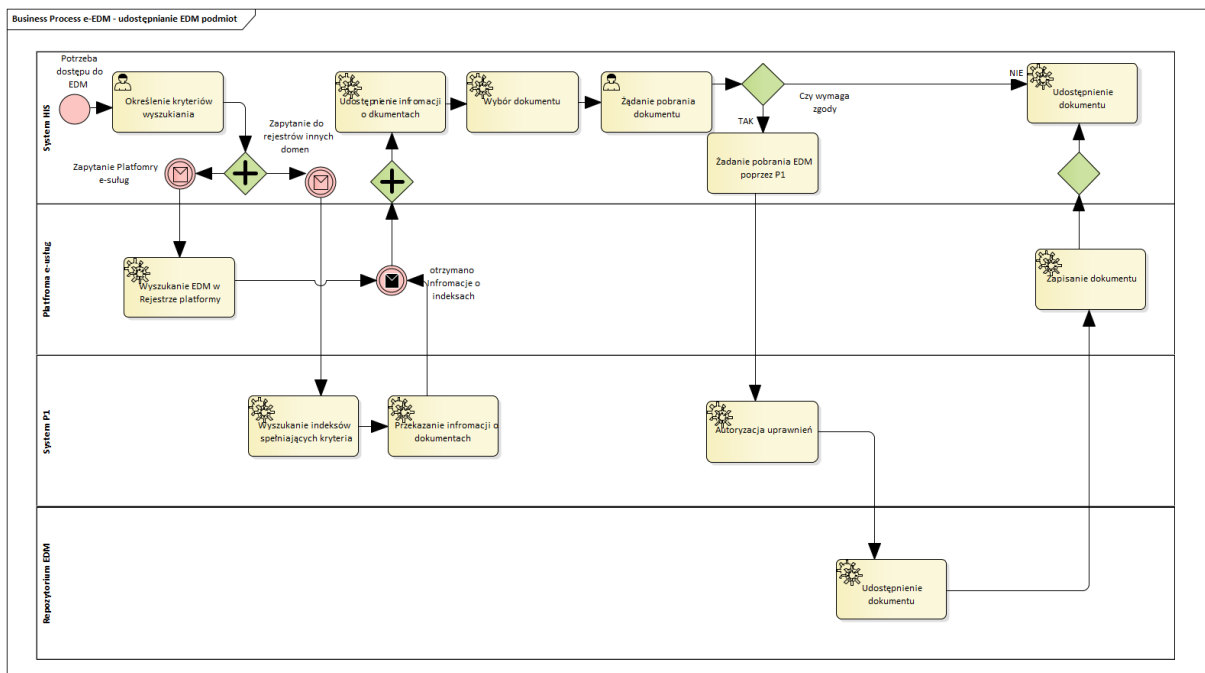 Business Process e-EDM - udostępnianie EDM podmiot
System HIS
Potrzeba
dostępu do
EDM
Określenie kryteriów
wyszukiania
Zapytanie Platfomry
e-suług
Zapytanie do
rejestrów innych
domen
Udostępnienie infromacji
o dkumentach
Wybór dokumentu
Żądanie pobrania
dokumentu
Czy wymaga
zgody
NIE
TAK
Żadanie pobrania EDM
poprzez P1
Udostępnienie
dokumentu
Platfroma e-usług
Wyszukanie EDM w
Rejestrze platformy
otrzymano
Infromacje o
indeksach
Zapisanie dokumentu
System P1
Wyszukanie indeksów
spełniających kryteria
Przekazanie infromacji o
dokumentach
Autoryzacja uprawnień
Repozytorium EDM
Udostępnienie
dokumentu